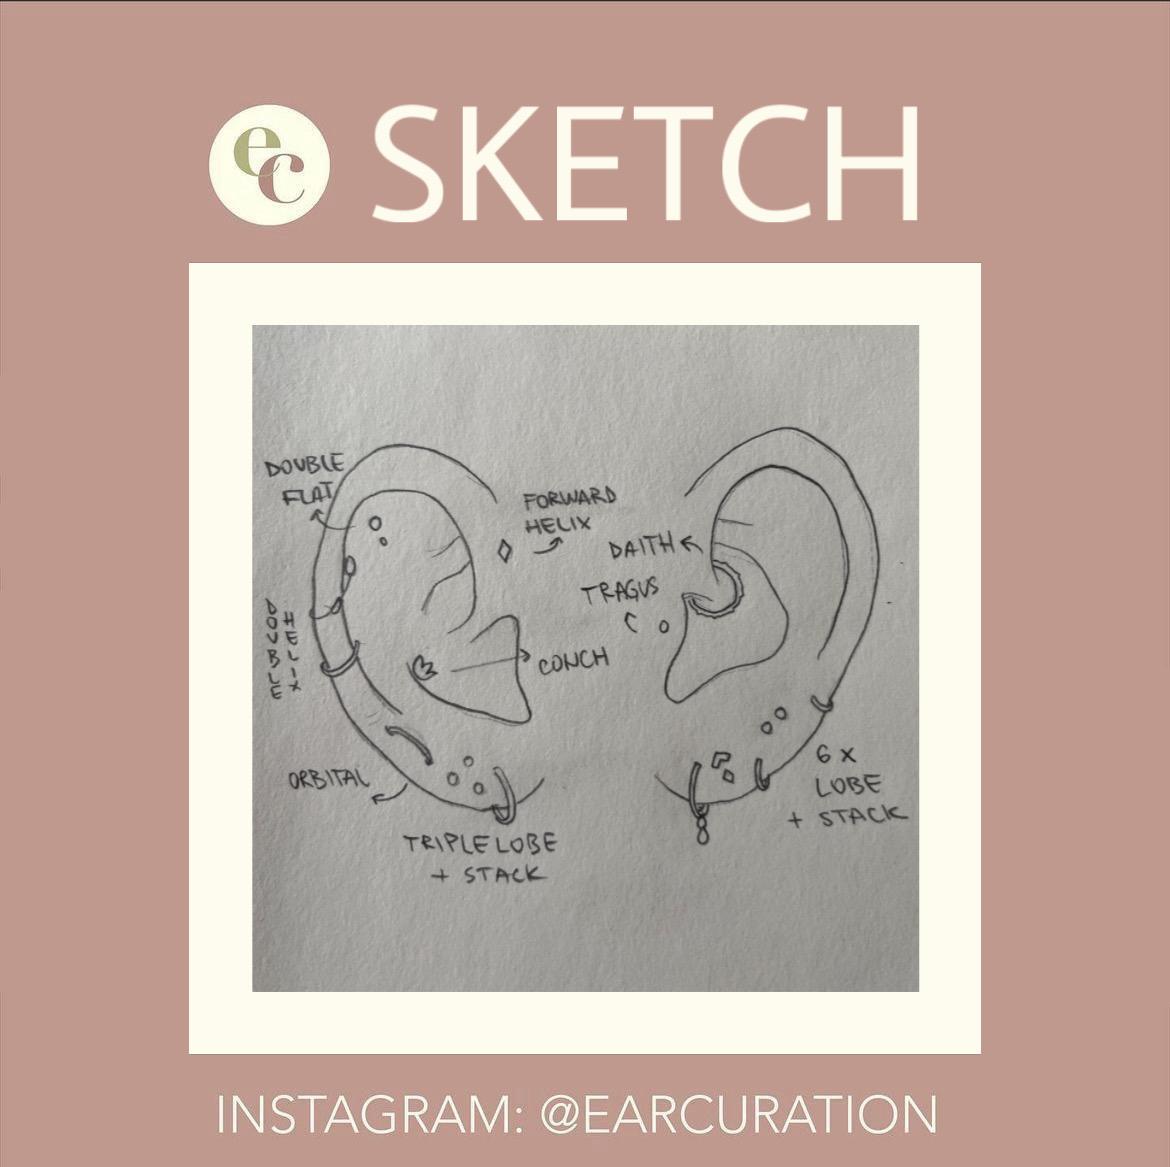 ec SKETCH
DOUBLE
FLAT
FORWARD
HELIX
DAITH
TRAGUS
DOUBLE
HELIX
CONCH
ORBITAL
6 X
LOBE
+ STACK
TRIPLE LOBE
+ STACK
INSTAGRAM: @EARCURATION